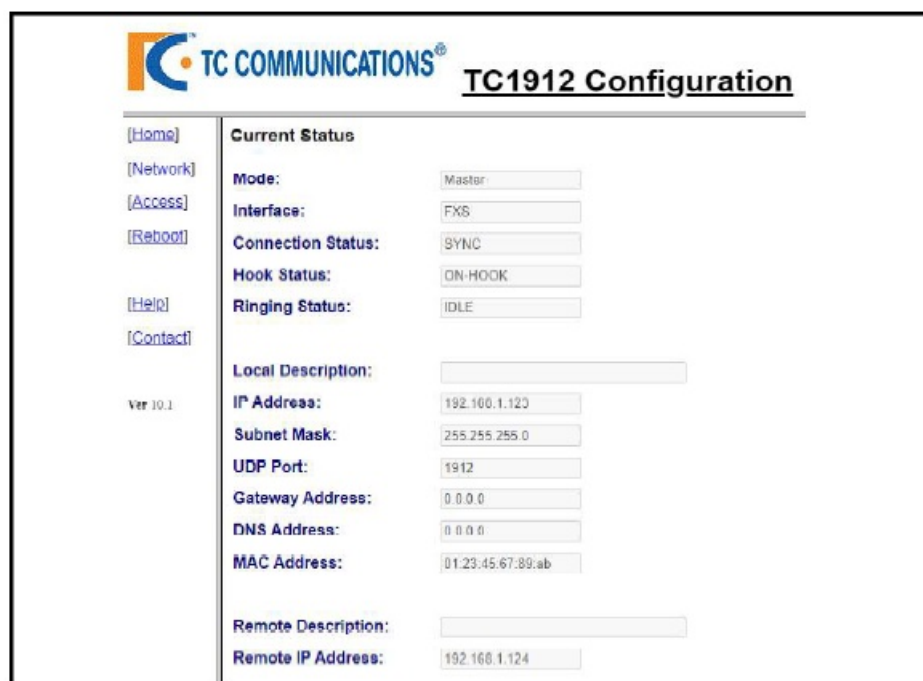 TC COMMUNICATIONS®
TC1912 Configuration
[Home]
[Network]
[Access]
[Reboot]
[Help]
[Contact]
Ver 10.1
Current Status
Mode: Master
Interface: FXS
Connection Status: SYNC
Hook Status: ON-HOOK
Ringing Status: IDLE
Local Description:
IP Address: 192.168.1.123
Subnet Mask: 255.255.255.0
UDP Port: 1912
Gateway Address: 0.0.0.0
DNS Address: 0.0.0.0
MAC Address: 01:23:45:67:89:ab
Remote Description:
Remote IP Address: 192.168.1.124